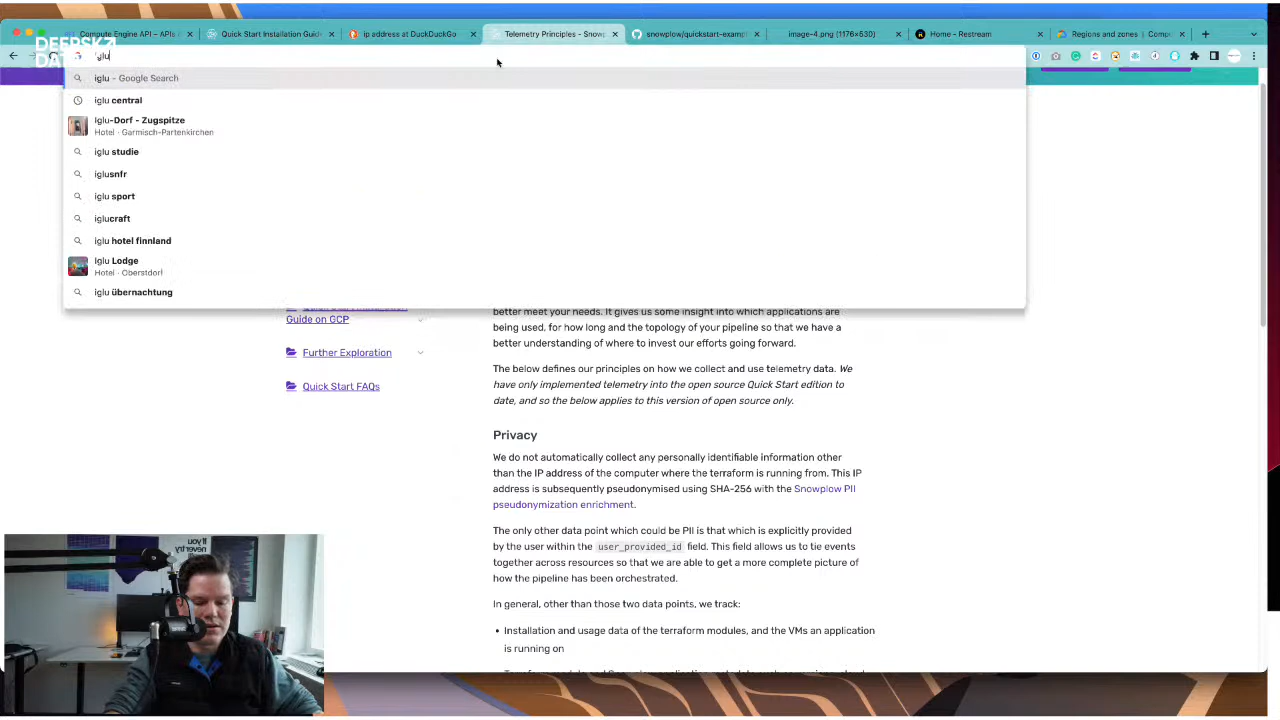 Compute Engine API – APIs &
Quick Start Installation Guid
ip address at DuckDuckGo
Telemetry Principles – Snowp
snowplow/quickstart-exampl
image-4.png (1176×530)
Home - Restream
Regions and zones | Compu
DEEPSKZ
DATA
iglu
iglu – Google Search
iglu central
Iglu-Dorf - Zugspitze
Hotel · Garmisch-Partenkirchen
iglu studie
iglusnfr
iglu sport
iglucraft
iglu hotel finnland
Iglu Lodge
Hotel · Oberstdorf
iglu übernachtung
Guide on GCP
Further Exploration
Quick Start FAQs
better meet your needs. It gives us some insight into which applications are
being used, for how long and the topology of your pipeline so that we have a
better understanding of where to invest our efforts going forward.
The below defines our principles on how we collect and use telemetry data. We
have only implemented telemetry into the open source Quick Start edition to
date, and so the below applies to this version of open source only.
Privacy
We do not automatically collect any personally identifiable information other
than the IP address of the computer where the terraform is running from. This IP
address is subsequently pseudonymised using SHA-256 with the Snowplow PII
pseudonymization enrichment.
The only other data point which could be PII is that which is explicitly provided
by the user within the user_provided_id field. This field allows us to tie events
together across resources so that we are able to get a more complete picture of
how the pipeline has been orchestrated.
In general, other than those two data points, we track:
• Installation and usage data of the terraform modules, and the VMs an application
is running on